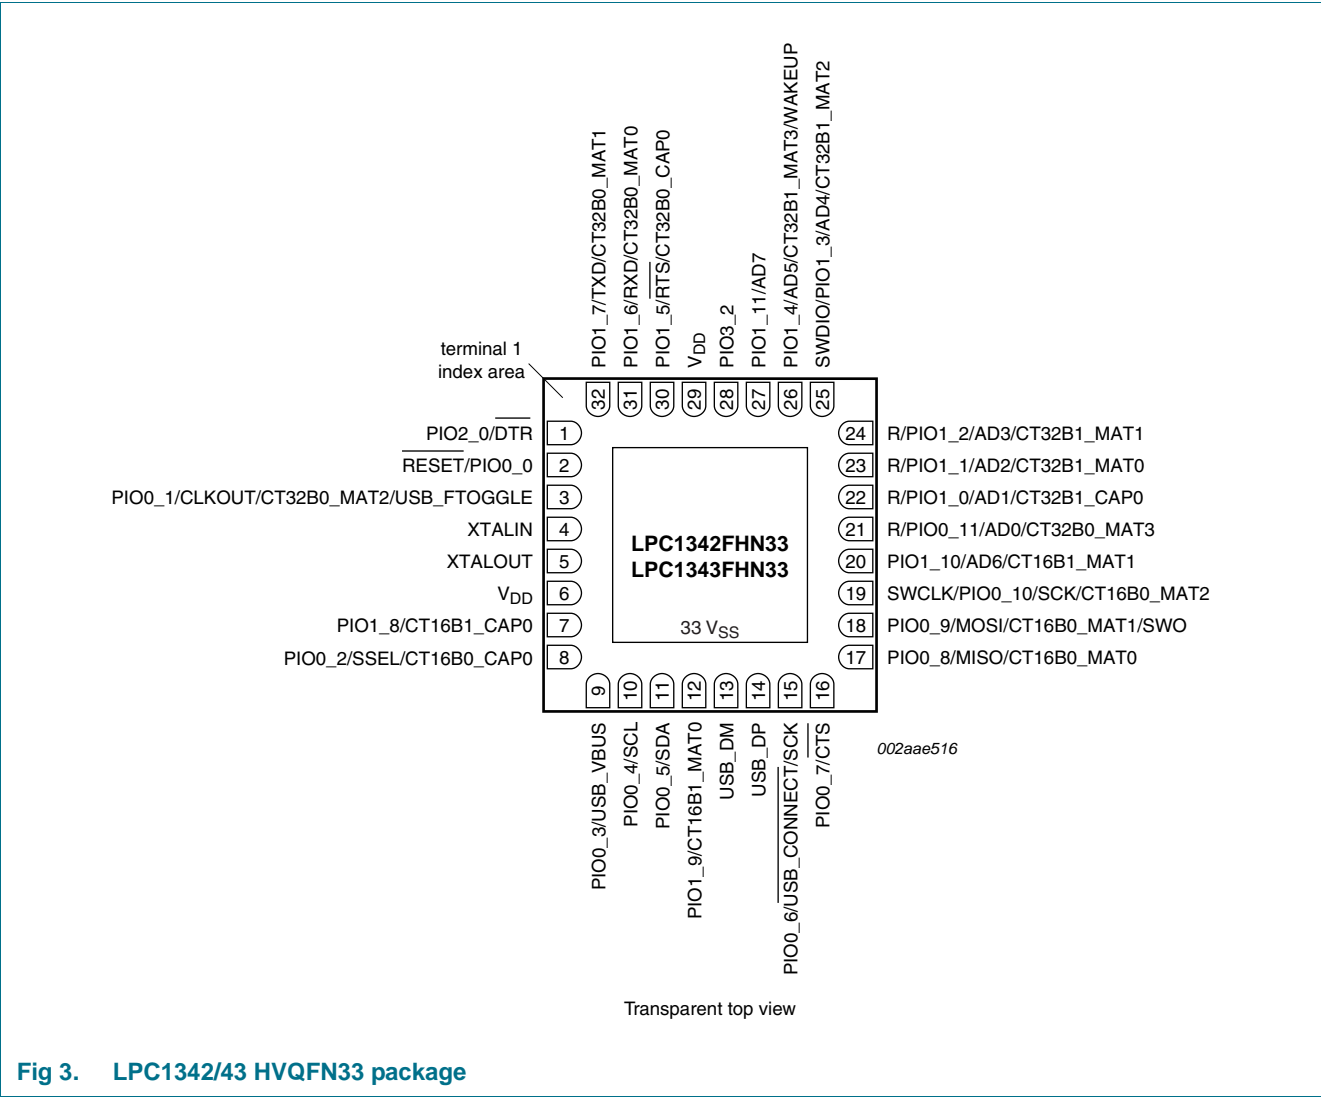 PIO1_7/TXD/CT32B0_MAT1
PIO1_6/RXD/CT32B0_MAT0
PIO1_5/RTS/CT32B0_CAP0
VDD
PIO3_2
PIO1_11/AD7
PIO1_4/AD5/CT32B1_MAT3/WAKEUP
SWDIO/PIO1_3/AD4/CT32B1_MAT2
terminal 1
index area
32 31 30 29 28 27 26 25
PIO2_0/DTR 1
RESET/PIO0_0 2
PIO0_1/CLKOUT/CT32B0_MAT2/USB_FTOGGLE 3
XTALIN 4
XTALOUT 5
VDD 6
PIO1_8/CT16B1_CAP0 7
PIO0_2/SSEL/CT16B0_CAP0 8
LPC1342FHN33
LPC1343FHN33
33 VSS
24 R/PIO1_2/AD3/CT32B1_MAT1
23 R/PIO1_1/AD2/CT32B1_MAT0
22 R/PIO1_0/AD1/CT32B1_CAP0
21 R/PIO0_11/AD0/CT32B0_MAT3
20 PIO1_10/AD6/CT16B1_MAT1
19 SWCLK/PIO0_10/SCK/CT16B0_MAT2
18 PIO0_9/MOSI/CT16B0_MAT1/SWO
17 PIO0_8/MISO/CT16B0_MAT0
9 10 11 12 13 14 15 16
PIO0_3/USB_VBUS
PIO0_4/SCL
PIO0_5/SDA
PIO1_9/CT16B1_MAT0
USB_DM
USB_DP
PIO0_6/USB_CONNECT/SCK
PIO0_7/CTS
002aae516
Transparent top view
Fig 3. LPC1342/43 HVQFN33 package